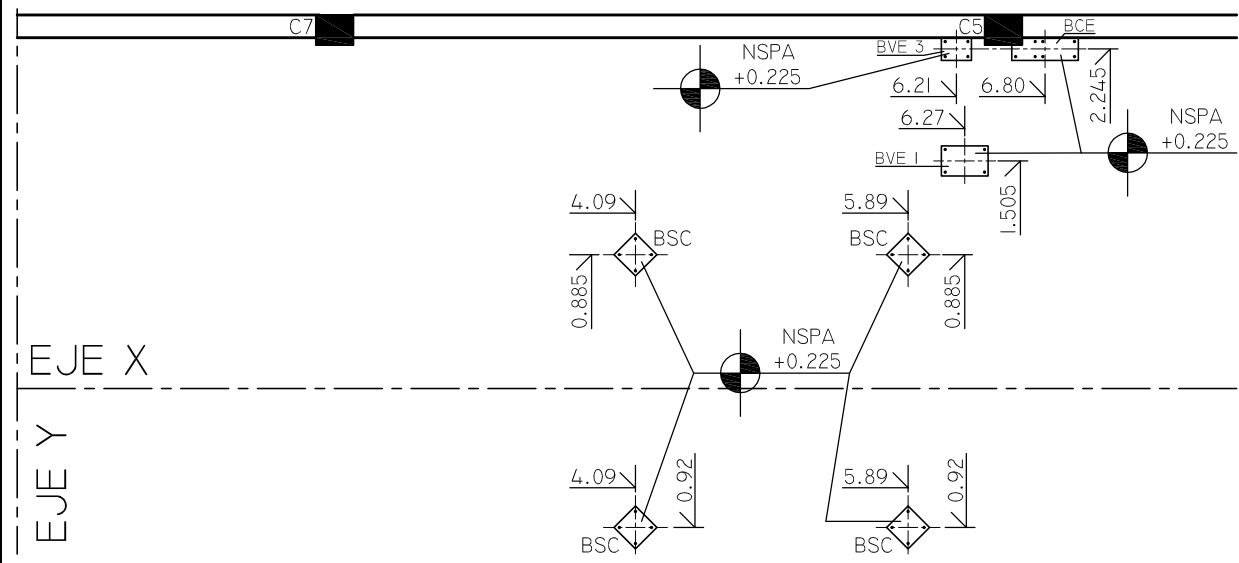 C7
C5
BCE
BVE 3
NSPA
+0.225
6.21
6.80
2.245
6.27
NSPA
+0.225
BVE 1
1.505
4.09
5.89
BSC
BSC
0.885
0.885
NSPA
+0.225
EJE X
EJE Y
4.09
0.92
5.89
0.92
BSC
BSC